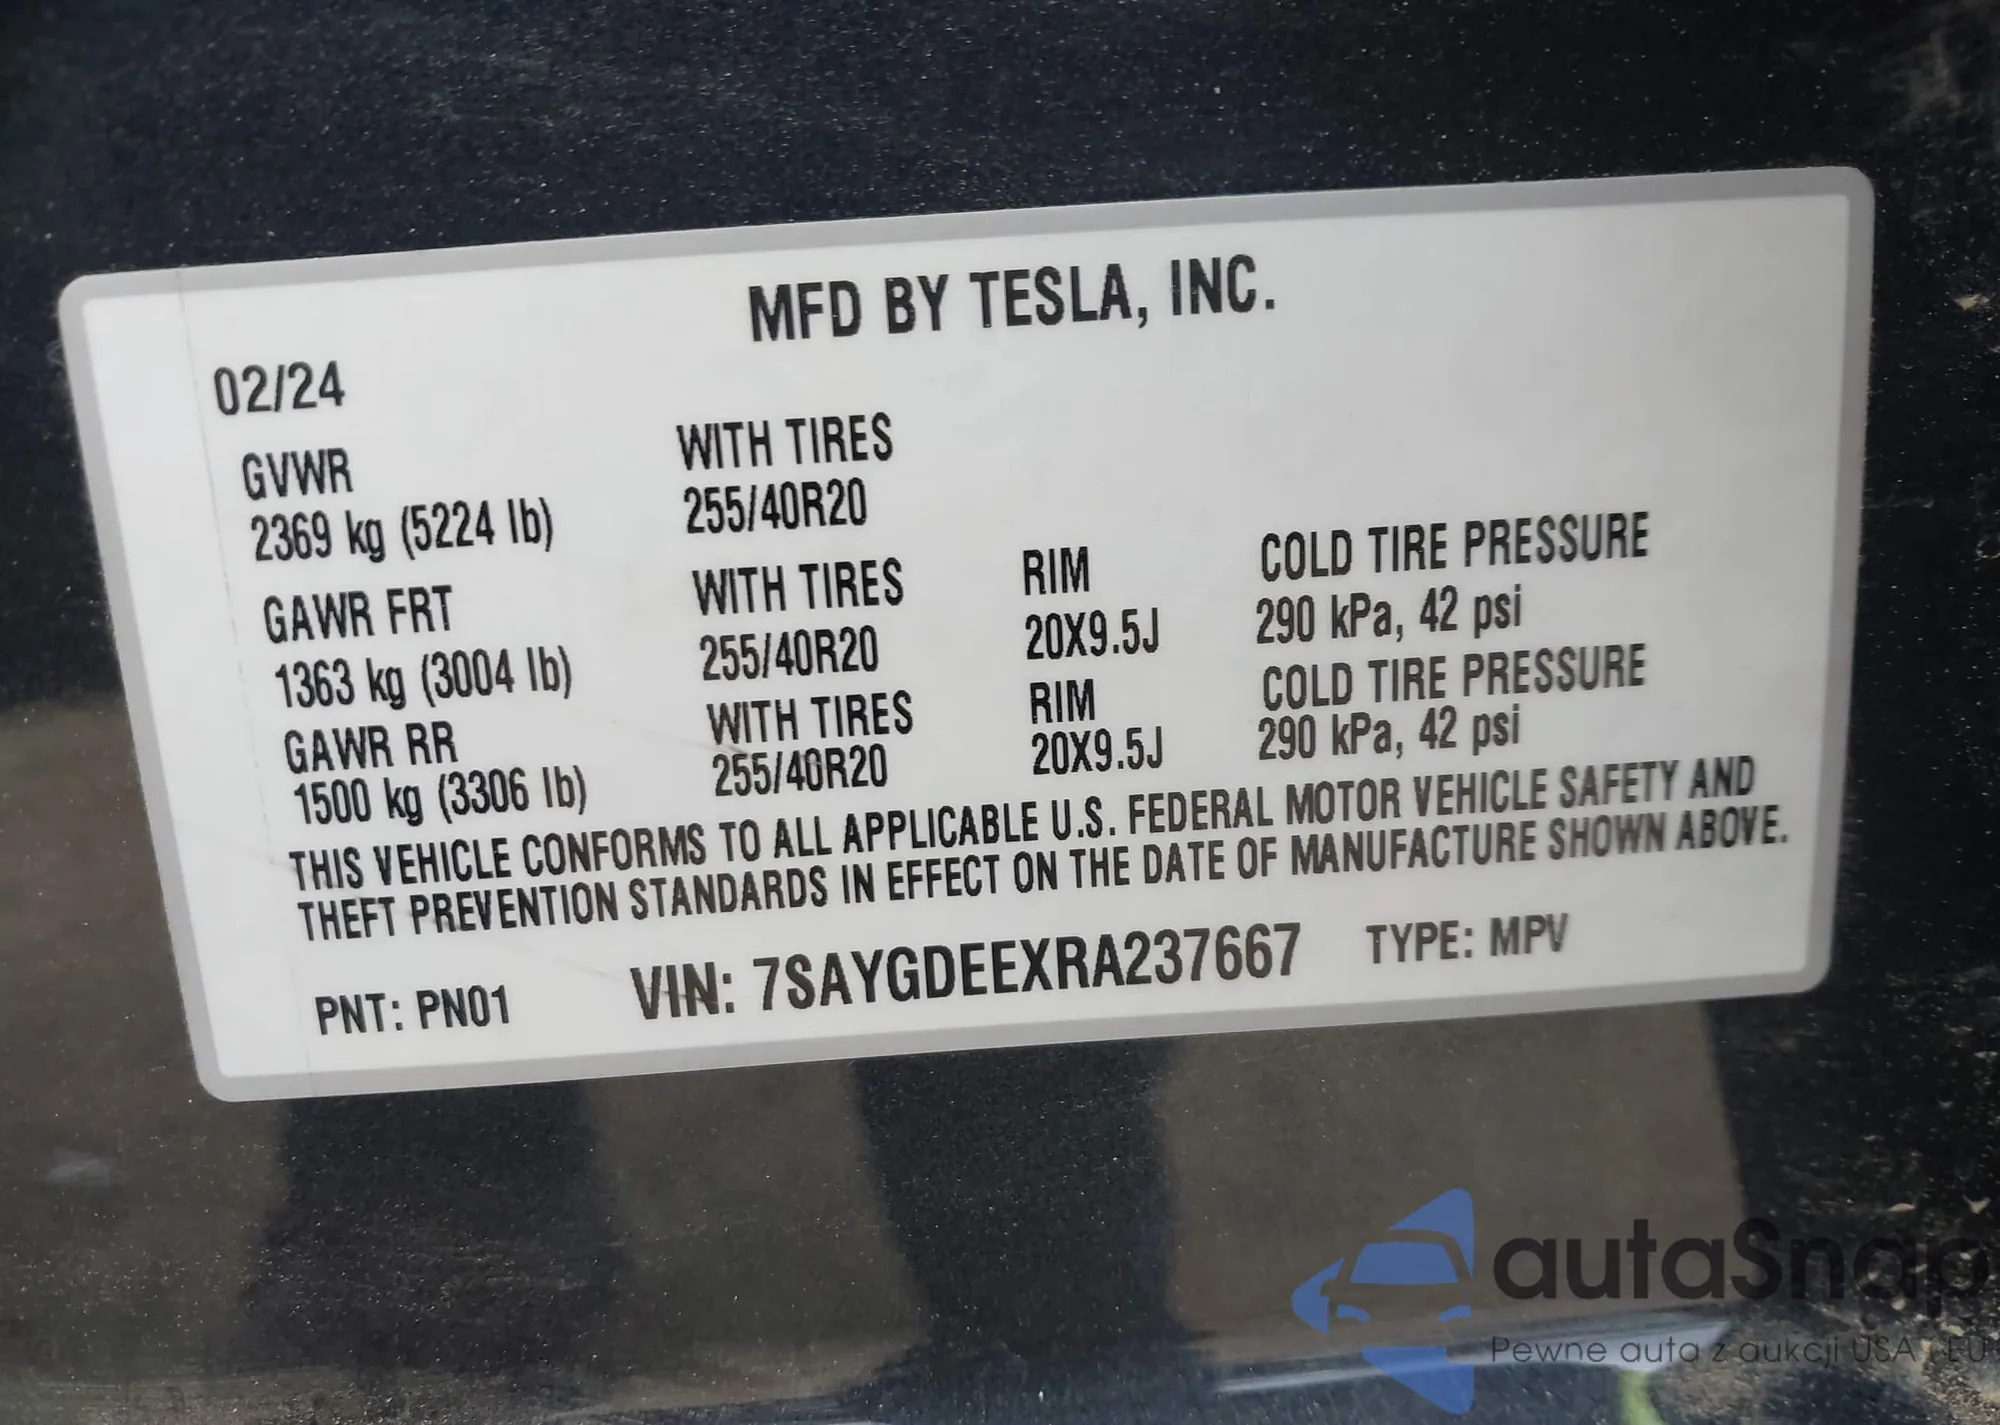 MFD BY TESLA, INC.
02/24
GVWR WITH TIRES
2369 kg (5224 lb) 255/40R20
GAWR FRT WITH TIRES RIM COLD TIRE PRESSURE
1363 kg (3004 lb) 255/40R20 20X9.5J 290 kPa, 42 psi
GAWR RR WITH TIRES RIM COLD TIRE PRESSURE
1500 kg (3306 lb) 255/40R20 20X9.5J 290 kPa, 42 psi
THIS VEHICLE CONFORMS TO ALL APPLICABLE U.S. FEDERAL MOTOR VEHICLE SAFETY AND
THEFT PREVENTION STANDARDS IN EFFECT ON THE DATE OF MANUFACTURE SHOWN ABOVE.
PNT: PN01 VIN: 7SAYGDEEXRA237667 TYPE: MPV
autaSnap
Pewne auta z aukcji USA i EU